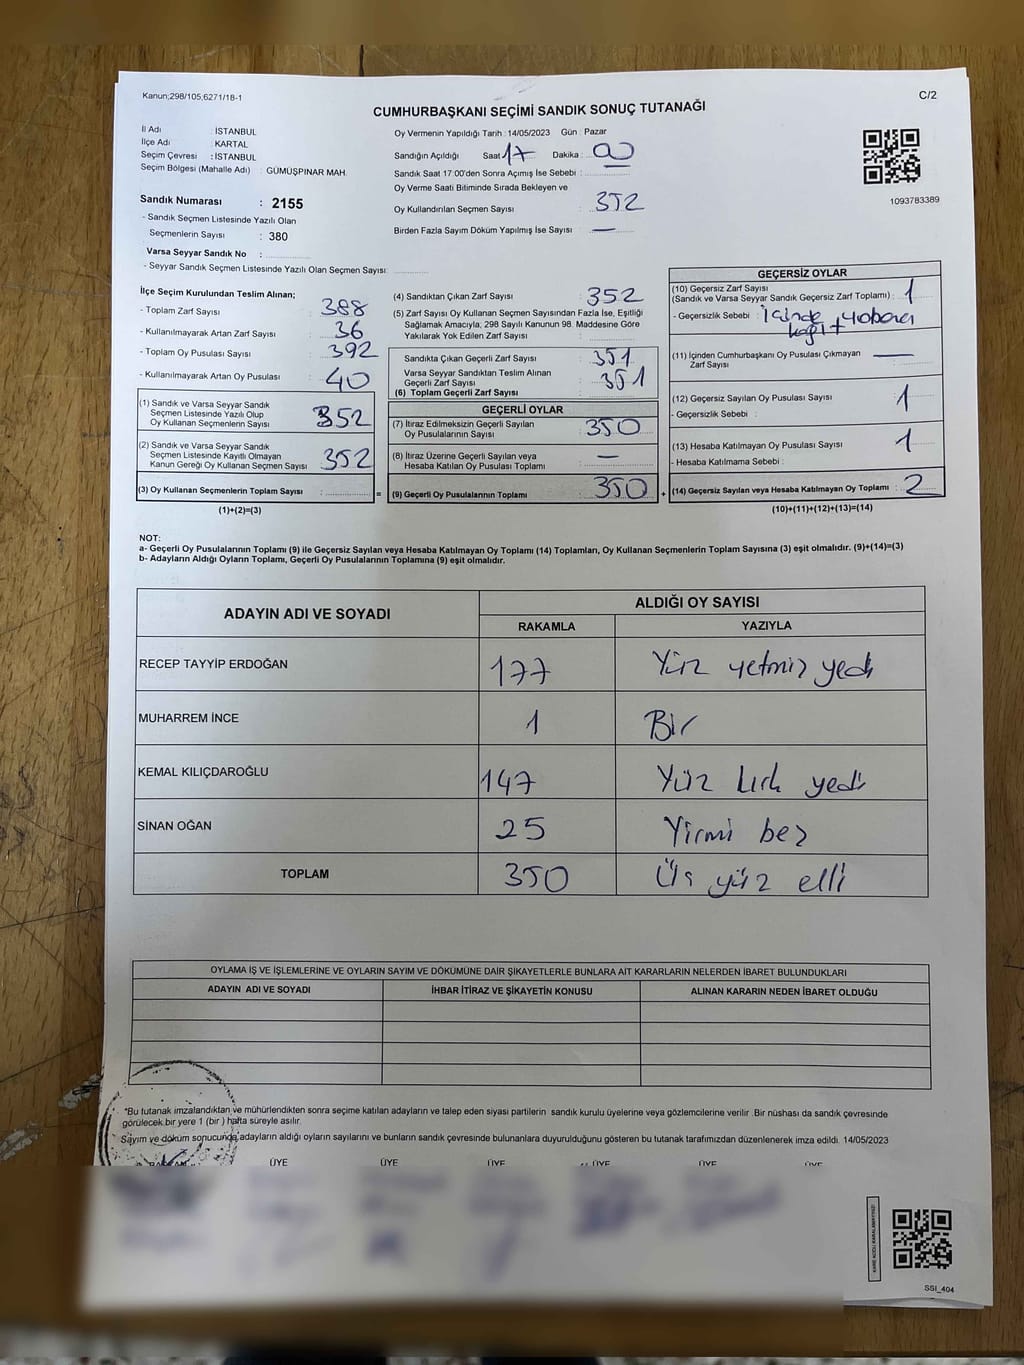 Kanun;298/105,6271/18-1
C/2
CUMHURBAŞKANI SEÇİMİ SANDIK SONUÇ TUTANAĞI
İl Adı : İSTANBUL
İlçe Adı : KARTAL
Seçim Çevresi : İSTANBUL
Seçim Bölgesi (Mahalle Adı) : GÜMÜŞPINAR MAH.
Sandık Numarası : 2155
- Sandık Seçmen Listesinde Yazılı Olan
Seçmenlerin Sayısı : 380
Varsa Seyyar Sandık No :
- Seyyar Sandık Seçmen Listesinde Yazılı Olan Seçmen Sayısı:
Oy Vermenin Yapıldığı Tarih : 14/05/2023 Gün : Pazar
Sandığın Açıldığı Saat 17 Dakika : 00
Sandık Saat 17:00'den Sonra Açılmış İse Sebebi :
Oy Verme Saati Bitiminde Sırada Bekleyen ve
Oy Kullandırılan Seçmen Sayısı : 352
Birden Fazla Sayım Döküm Yapılmış İse Sayısı : —
1093783389
İlçe Seçim Kurulundan Teslim Alınan;
- Toplam Zarf Sayısı : 388
- Kullanılmayarak Artan Zarf Sayısı : 36
- Toplam Oy Pusulası Sayısı : 392
- Kullanılmayarak Artan Oy Pusulası : 40
(1) Sandık ve Varsa Seyyar Sandık
Seçmen Listesinde Yazılı Olup
Oy Kullanan Seçmenlerin Sayısı : 352
(2) Sandık ve Varsa Seyyar Sandık
Seçmen Listesinde Kayıtlı Olmayan
Kanun Gereği Oy Kullanan Seçmen Sayısı : 352
(3) Oy Kullanan Seçmenlerin Toplam Sayısı :
(1)+(2)=(3)
(4) Sandıktan Çıkan Zarf Sayısı : 352
(5) Zarf Sayısı Oy Kullanan Seçmen Sayısından Fazla İse, Eşitliği
Sağlamak Amacıyla, 298 Sayılı Kanunun 98. Maddesine Göre
Yakılarak Yok Edilen Zarf Sayısı :
Sandıkta Çıkan Geçerli Zarf Sayısı : 351
Varsa Seyyar Sandıktan Teslim Alınan
Geçerli Zarf Sayısı : 351
(6) Toplam Geçerli Zarf Sayısı :
GEÇERLİ OYLAR
(7) İtiraz Edilmeksizin Geçerli Sayılan
Oy Pusulalarının Sayısı : 350
(8) İtiraz Üzerine Geçerli Sayılan veya
Hesaba Katılan Oy Pusulası Toplamı : —
= (9) Geçerli Oy Pusulalarının Toplamı : 350 +
GEÇERSİZ OYLAR
(10) Geçersiz Zarf Sayısı
(Sandık ve Varsa Seyyar Sandık Geçersiz Zarf Toplamı) : 1
- Geçersizlik Sebebi : içinde yabancı
kağıt
(11) İçinden Cumhurbaşkanı Oy Pusulası Çıkmayan : —
Zarf Sayısı
(12) Geçersiz Sayılan Oy Pusulası Sayısı : 1
- Geçersizlik Sebebi :
(13) Hesaba Katılmayan Oy Pusulası Sayısı : 1
- Hesaba Katılmama Sebebi :
(14) Geçersiz Sayılan veya Hesaba Katılmayan Oy Toplamı : 2
(10)+(11)+(12)+(13)=(14)
NOT:
a- Geçerli Oy Pusulalarının Toplamı (9) ile Geçersiz Sayılan veya Hesaba Katılmayan Oy Toplamı (14) Toplamları, Oy Kullanan Seçmenlerin Toplam Sayısına (3) eşit olmalıdır. (9)+(14)=(3)
b- Adayların Aldığı Oyların Toplamı, Geçerli Oy Pusulalarının Toplamına (9) eşit olmalıdır.
ADAYIN ADI VE SOYADI ALDIĞI OY SAYISI
RAKAMLA YAZIYLA
RECEP TAYYİP ERDOĞAN 177 Yüz yetmiş yedi
MUHARREM İNCE 1 Bir
KEMAL KILIÇDAROĞLU 147 Yüz kırk yedi
SİNAN OĞAN 25 Yirmi beş
TOPLAM 350 Üç yüz elli
OYLAMA İŞ VE İŞLEMLERİNE VE OYLARIN SAYIM VE DÖKÜMÜNE DAİR ŞİKAYETLERLE BUNLARA AİT KARARLARIN NELERDEN İBARET BULUNDUKLARI
ADAYIN ADI VE SOYADI İHBAR İTİRAZ VE ŞİKAYETİN KONUSU ALINAN KARARIN NEDEN İBARET OLDUĞU
*Bu tutanak imzalandıktan ve mühürlendikten sonra seçime katılan adayların ve talep eden siyasi partilerin sandık kurulu üyelerine veya gözlemcilerine verilir .Bir nüshası da sandık çevresinde
görülecek bir yere 1 (bir ) hafta süreyle asılır.
Sayım ve döküm sonucunda adayların aldığı oyların sayılarını ve bunların sandık çevresinde bulunanlara duyurulduğunu gösteren bu tutanak tarafımızdan düzenlenerek imza edildi. 14/05/2023
BAŞKAN ÜYE ÜYE ÜYE ÜYE ÜYE ÜYE
KARE KODU KARALAMAYINIZ!
SSI_404